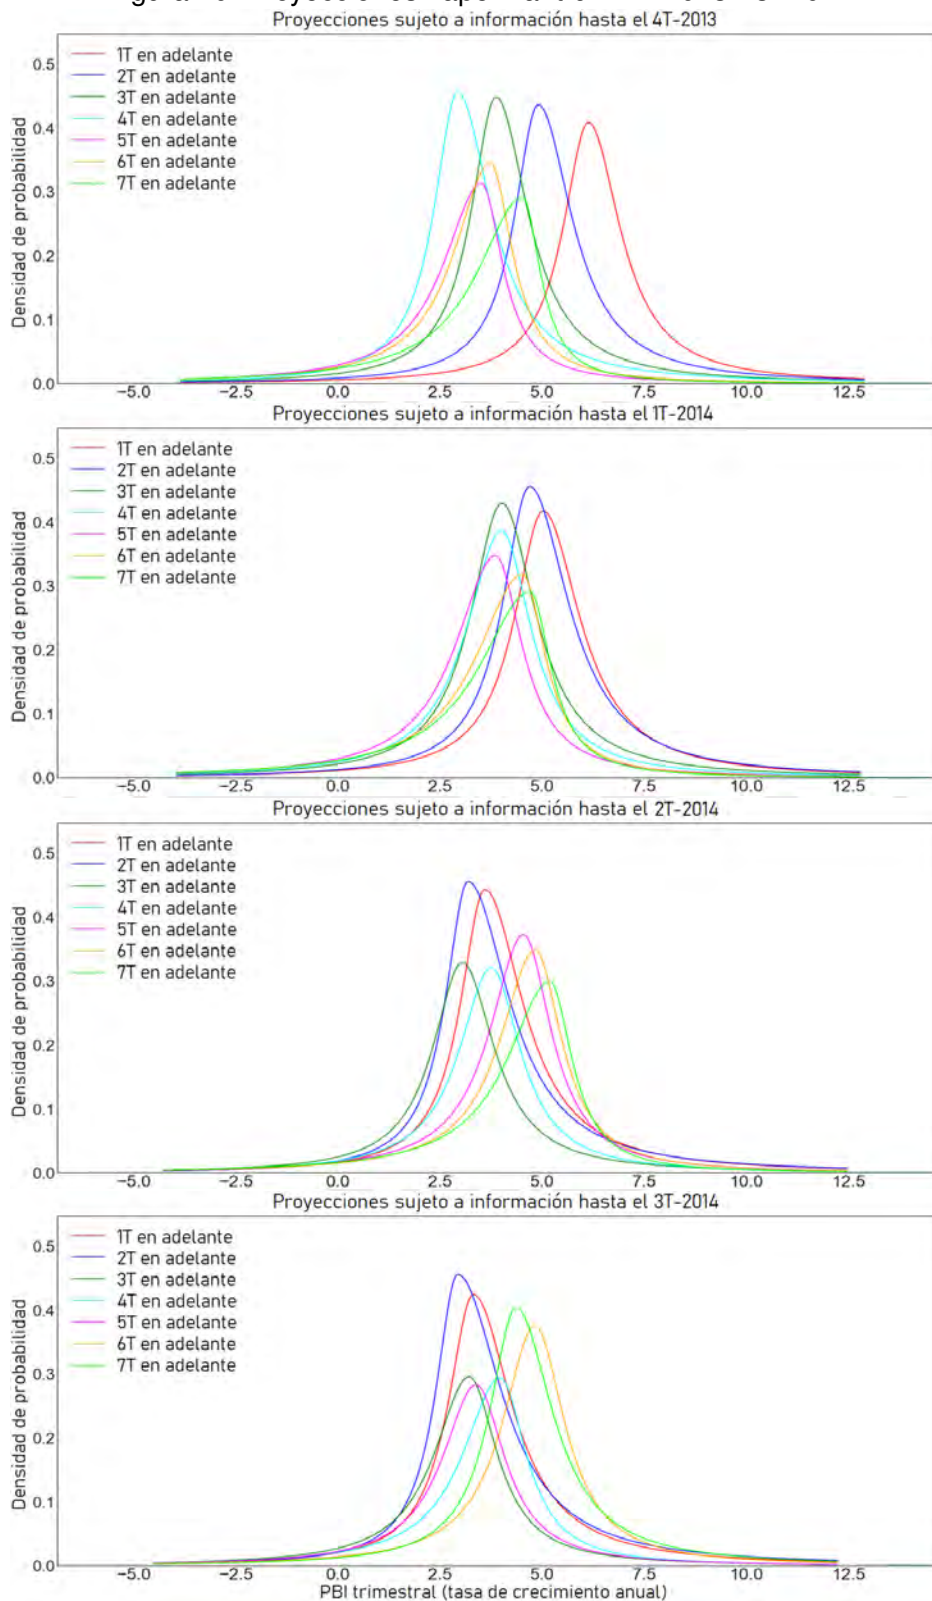 Proyecciones sujeto a información hasta el 4T-2013
Densidad de probabilidad
0.5
0.4
0.3
0.2
0.1
0.0
1T en adelante
2T en adelante
3T en adelante
4T en adelante
5T en adelante
6T en adelante
7T en adelante
−5.0 −2.5 0.0 2.5 5.0 7.5 10.0 12.5
Proyecciones sujeto a información hasta el 1T-2014
Densidad de probabilidad
0.5
0.4
0.3
0.2
0.1
0.0
1T en adelante
2T en adelante
3T en adelante
4T en adelante
5T en adelante
6T en adelante
7T en adelante
−5.0 −2.5 0.0 2.5 5.0 7.5 10.0 12.5
Proyecciones sujeto a información hasta el 2T-2014
Densidad de probabilidad
0.5
0.4
0.3
0.2
0.1
0.0
1T en adelante
2T en adelante
3T en adelante
4T en adelante
5T en adelante
6T en adelante
7T en adelante
−5.0 −2.5 0.0 2.5 5.0 7.5 10.0 12.5
Proyecciones sujeto a información hasta el 3T-2014
Densidad de probabilidad
0.5
0.4
0.3
0.2
0.1
0.0
1T en adelante
2T en adelante
3T en adelante
4T en adelante
5T en adelante
6T en adelante
7T en adelante
−5.0 −2.5 0.0 2.5 5.0 7.5 10.0 12.5
PBI trimestral (tasa de crecimiento anual)